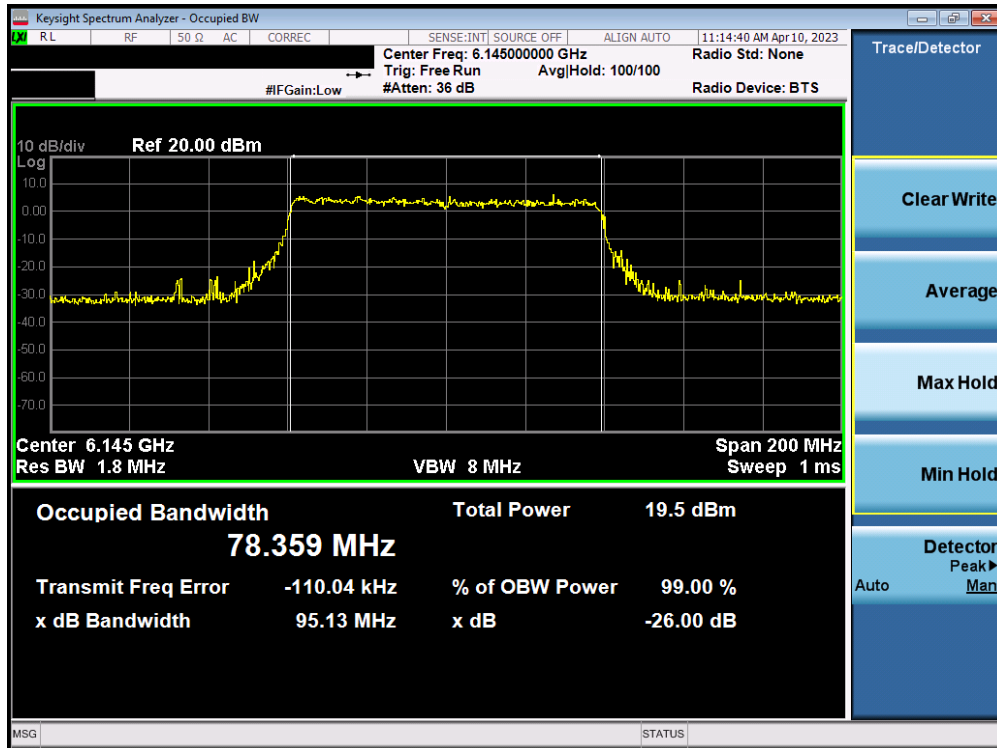 Keysight Spectrum Analyzer - Occupied BW
LXI RL RF 50 Ω AC CORREC SENSE:INT SOURCE OFF ALIGN AUTO 11:14:40 AM Apr 10, 2023
Center Freq: 6.145000000 GHz Radio Std: None
Trig: Free Run Avg|Hold: 100/100
#IFGain:Low #Atten: 36 dB Radio Device: BTS
Trace/Detector
10 dB/div Ref 20.00 dBm
Log
10.0
0.00
-10.0
-20.0
-30.0
-40.0
-50.0
-60.0
-70.0
Center 6.145 GHz Span 200 MHz
Res BW 1.8 MHz VBW 8 MHz Sweep 1 ms
Occupied Bandwidth Total Power 19.5 dBm
78.359 MHz
Transmit Freq Error -110.04 kHz % of OBW Power 99.00 %
x dB Bandwidth 95.13 MHz x dB -26.00 dB
Clear Write
Average
Max Hold
Min Hold
Detector
Peak▶
Auto Man
MSG STATUS